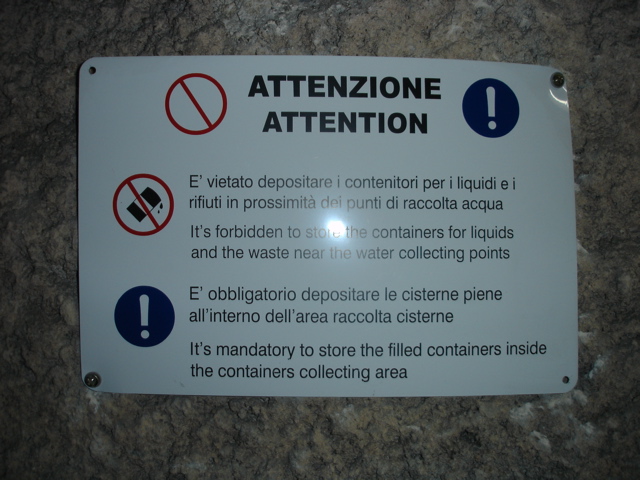 ATTENZIONE
ATTENTION
E' vietato depositare i contenitori per i liquidi e i
rifiuti in prossimità dei punti di raccolta acqua
It's forbidden to store the containers for liquids
and the waste near the water collecting points
E' obbligatorio depositare le cisterne piene
all'interno dell'area raccolta cisterne
It's mandatory to store the filled containers inside
the containers collecting area